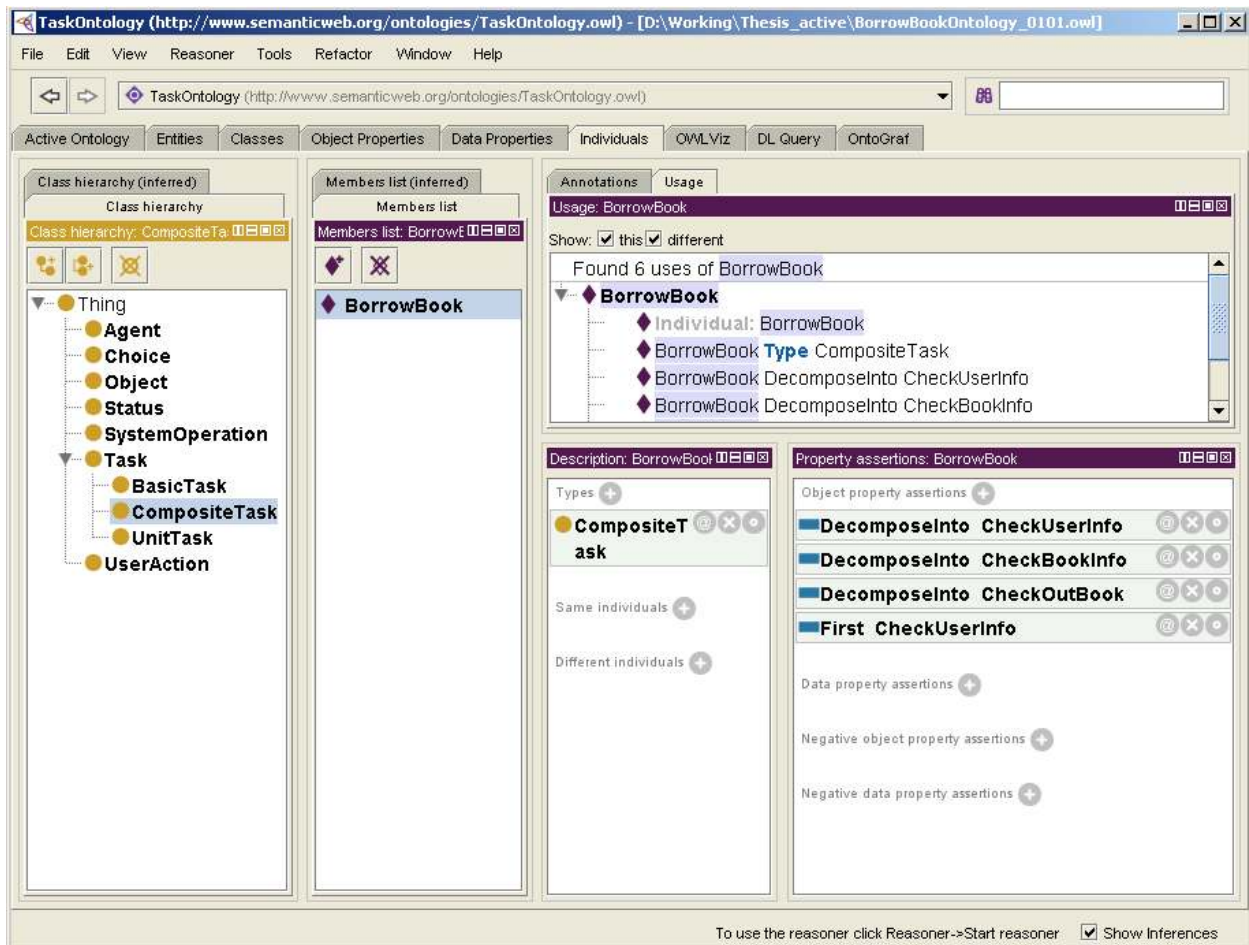 TaskOntology (http://www.semanticweb.org/ontologies/TaskOntology.owl) - [D:\Working\Thesis_active\BorrowBookOntology_0101.owl]
File Edit View Reasoner Tools Refactor Window Help
TaskOntology (http://www.semanticweb.org/ontologies/TaskOntology.owl)
Active Ontology Entities Classes Object Properties Data Properties Individuals OWLViz DL Query OntoGraf
Class hierarchy (inferred)
Class hierarchy
Class hierarchy: CompositeTa
Thing
Agent
Choice
Object
Status
SystemOperation
Task
BasicTask
CompositeTask
UnitTask
UserAction
Members list (inferred)
Members list
Members list: BorrowB
BorrowBook
Annotations Usage
Usage: BorrowBook
Show: this different
Found 6 uses of BorrowBook
BorrowBook
Individual: BorrowBook
BorrowBook Type CompositeTask
BorrowBook DecomposeInto CheckUserInfo
BorrowBook DecomposeInto CheckBookInfo
Description: BorrowBook
Types
CompositeT
ask
Same individuals
Different individuals
Property assertions: BorrowBook
Object property assertions
DecomposeInto CheckUserInfo
DecomposeInto CheckBookInfo
DecomposeInto CheckOutBook
First CheckUserInfo
Data property assertions
Negative object property assertions
Negative data property assertions
To use the reasoner click Reasoner->Start reasoner Show Inferences